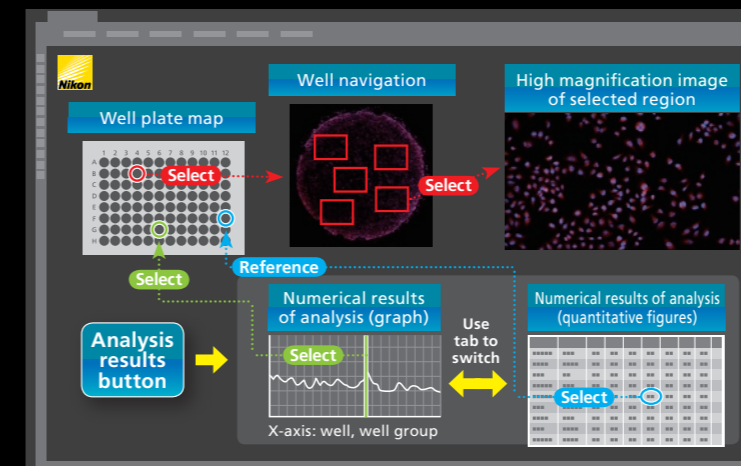 Nikon
Well plate map
1 2 3 4 5 6 7 8 9 10 11 12
A
B
C
D
E
F
G
H
Select
Well navigation
Select
High magnification image
of selected region
Reference
Select
Analysis
results
button
Numerical results
of analysis (graph)
Select
X-axis: well, well group
Use
tab to
switch
Numerical results of analysis
(quantitative figures)
Select